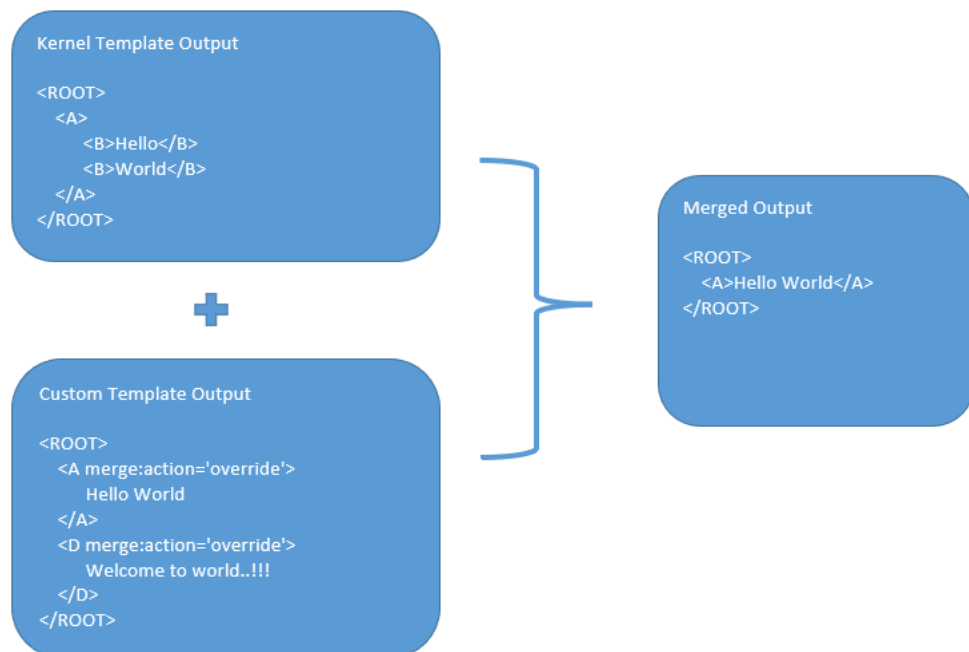 Kernel Template Output
<ROOT>
<A>
<B>Hello</B>
<B>World</B>
</A>
</ROOT>
Custom Template Output
<ROOT>
<A merge:action='override'>
Hello World
</A>
<D merge:action='override'>
Welcome to world..!!!
</D>
</ROOT>
Merged Output
<ROOT>
<A>Hello World</A>
</ROOT>